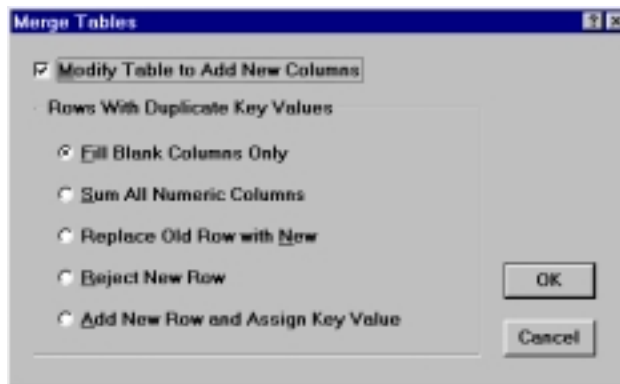 Merge Tables
Modify Table to Add New Columns
Rows With Duplicate Key Values
Fill Blank Columns Only
Sum All Numeric Columns
Replace Old Row with New
Reject New Row
Add New Row and Assign Key Value
OK
Cancel